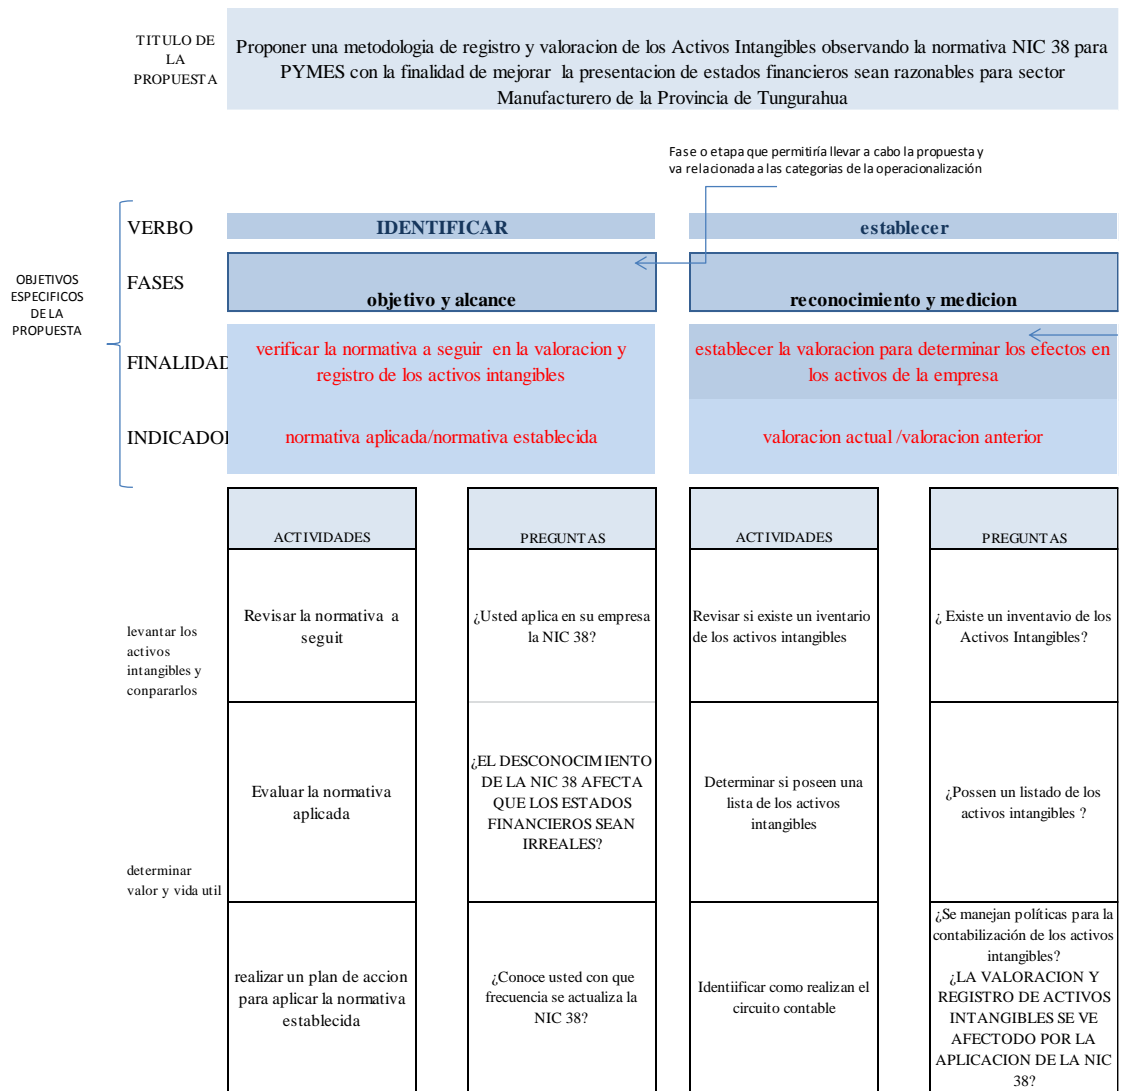 TITULO DE
LA
PROPUESTA
Proponer una metodologia de registro y valoracion de los Activos Intangibles observando la normativa NIC 38 para
PYMES con la finalidad de mejorar la presentacion de estados financieros sean razonables para sector
Manufacturero de la Provincia de Tungurahua
Fase o etapa que permitiría llevar a cabo la propuesta y
va relacionada a las categorias de la operacionalización
OBJETIVOS
ESPECIFICOS
DE LA
PROPUESTA
VERBO
IDENTIFICAR
establecer
FASES
objetivo y alcance
reconocimiento y medicion
FINALIDAD
verificar la normativa a seguir en la valoracion y
registro de los activos intangibles
establecer la valoracion para determinar los efectos en
los activos de la empresa
INDICADOR
normativa aplicada/normativa establecida
valoracion actual /valoracion anterior
ACTIVIDADES
PREGUNTAS
ACTIVIDADES
PREGUNTAS
levantar los
activos
intangibles y
conpararlos
Revisar la normativa a
seguit
¿Usted aplica en su empresa
la NIC 38?
Revisar si existe un iventario
de los activos intangibles
¿ Existe un inventavio de los
Activos Intangibles?
determinar
valor y vida util
Evaluar la normativa
aplicada
¿EL DESCONOCIMIENTO
DE LA NIC 38 AFECTA
QUE LOS ESTADOS
FINANCIEROS SEAN
IRREALES?
Determinar si poseen una
lista de los activos
intangibles
¿Possen un listado de los
activos intangibles ?
realizar un plan de accion
para aplicar la normativa
establecida
¿Conoce usted con que
frecuencia se actualiza la
NIC 38?
Identiificar como realizan el
circuito contable
¿Se manejan políticas para la
contabilización de los activos
intangibles?
¿LA VALORACION Y
REGISTRO DE ACTIVOS
INTANGIBLES SE VE
AFECTODO POR LA
APLICACION DE LA NIC
38?